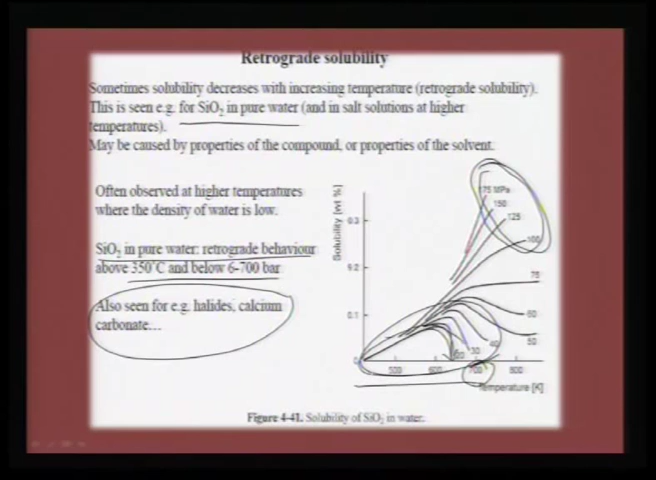 Retrograde solubility
Sometimes solubility decreases with increasing temperature (retrograde solubility).
This is seen e.g. for SiO₂ in pure water (and in salt solutions at higher
temperatures).
May be caused by properties of the compound, or properties of the solvent.
Often observed at higher temperatures
where the density of water is low.
SiO₂ in pure water: retrograde behaviour
above 350°C and below 6-700 bar
Also seen for e.g. halides, calcium
carbonate…
Solubility [wt %]
0.3
0.1
0
175 MPa
150
125
100
75
60
50
40
30
20
500
600
700
800
Temperature [K]
Figure 4-41. Solubility of SiO₂ in water.